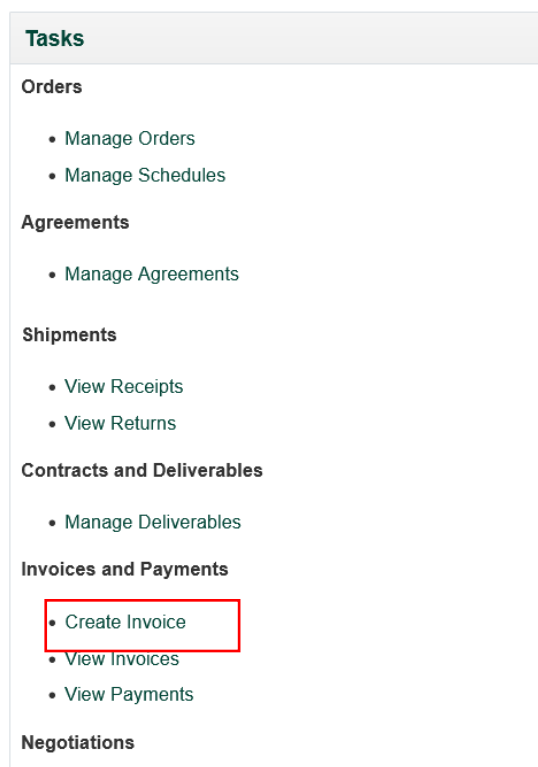 Tasks
Orders
Manage Orders
Manage Schedules
Agreements
Manage Agreements
Shipments
View Receipts
View Returns
Contracts and Deliverables
Manage Deliverables
Invoices and Payments
Create Invoice
View Invoices
View Payments
Negotiations